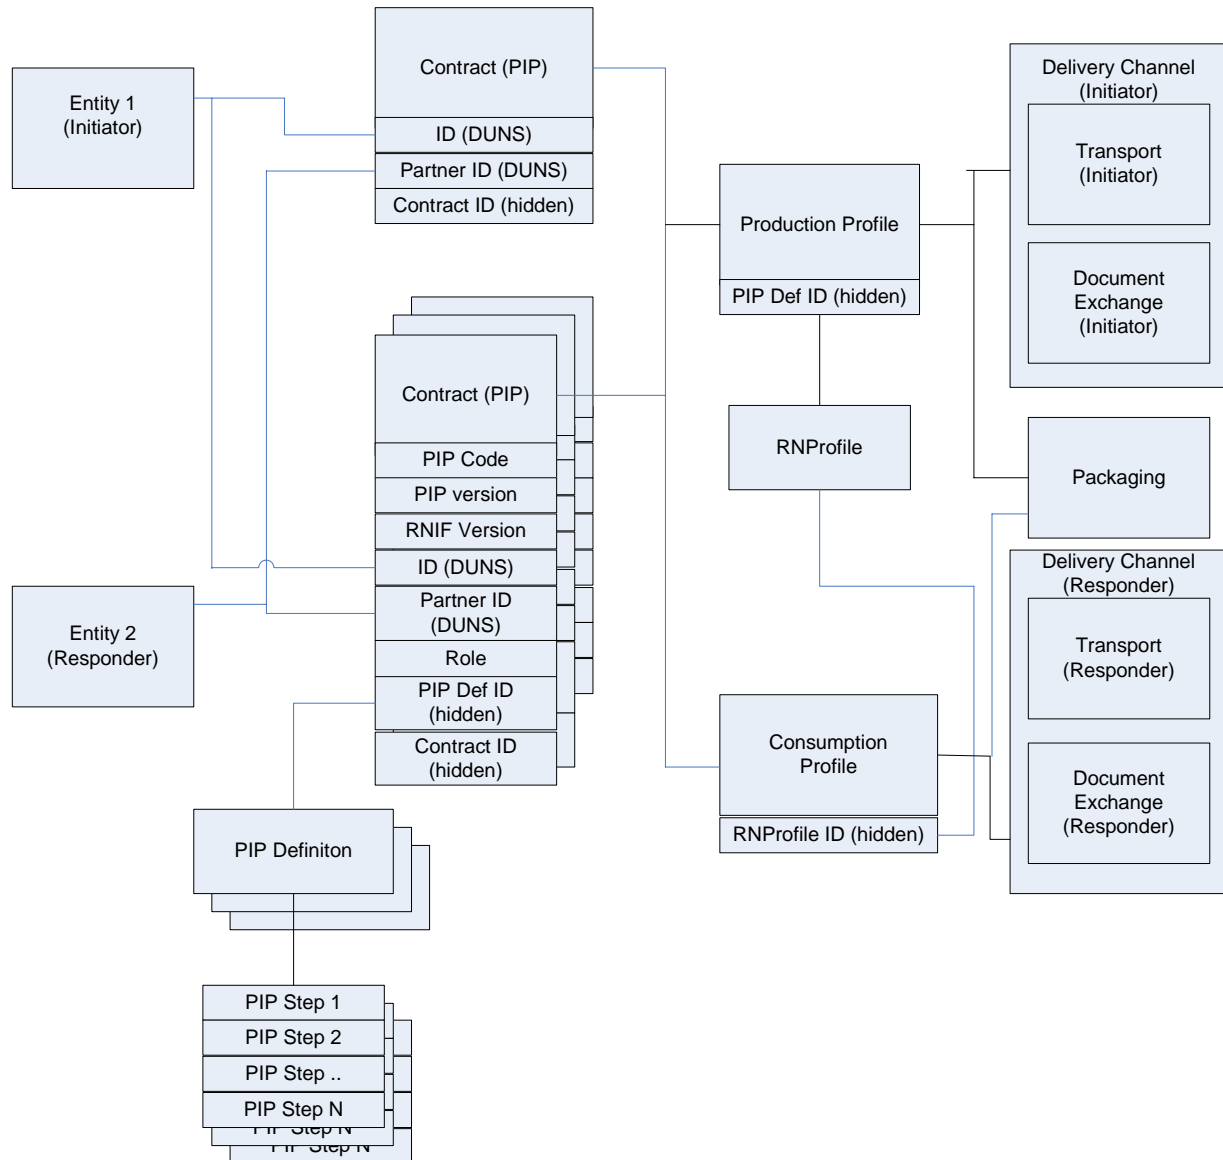 Entity 1
(Initiator)
Contract (PIP)
ID (DUNS)
Partner ID (DUNS)
Contract ID (hidden)
Production Profile
PIP Def ID (hidden)
Delivery Channel
(Initiator)
Transport
(Initiator)
Document
Exchange
(Initiator)
Contract (PIP)
PIP Code
PIP version
RNIF Version
ID (DUNS)
Partner ID
(DUNS)
Role
PIP Def ID
(hidden)
Contract ID
(hidden)
RNProfile
Packaging
Entity 2
(Responder)
Delivery Channel
(Responder)
Transport
(Responder)
Document
Exchange
(Responder)
Consumption
Profile
RNProfile ID (hidden)
PIP Definiton
PIP Step 1
PIP Step 2
PIP Step ..
PIP Step N
PIP Step N
PIP Step N